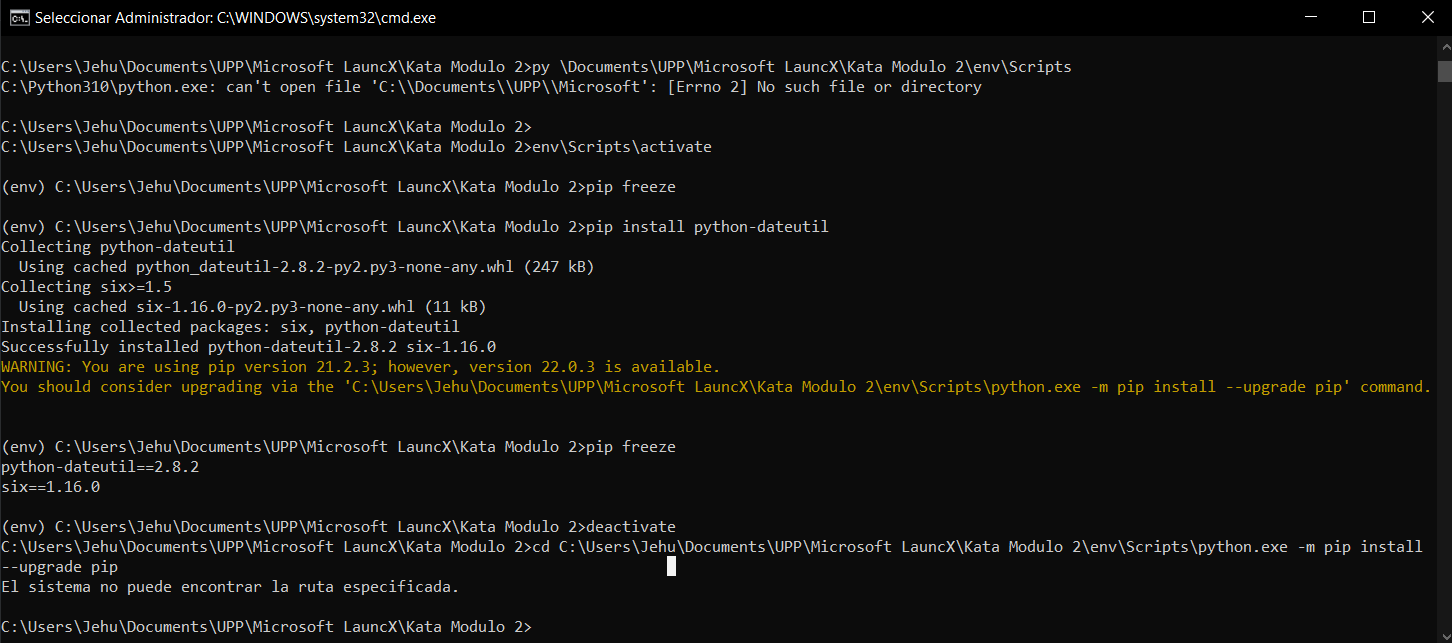 Seleccionar Administrador: C:\WINDOWS\system32\cmd.exe
C:\Users\Jehu\Documents\UPP\Microsoft LauncX\Kata Modulo 2>py \Documents\UPP\Microsoft LauncX\Kata Modulo 2\env\Scripts
C:\Python310\python.exe: can't open file 'C:\\Documents\\UPP\\Microsoft': [Errno 2] No such file or directory
C:\Users\Jehu\Documents\UPP\Microsoft LauncX\Kata Modulo 2>
C:\Users\Jehu\Documents\UPP\Microsoft LauncX\Kata Modulo 2>env\Scripts\activate
(env) C:\Users\Jehu\Documents\UPP\Microsoft LauncX\Kata Modulo 2>pip freeze
(env) C:\Users\Jehu\Documents\UPP\Microsoft LauncX\Kata Modulo 2>pip install python-dateutil
Collecting python-dateutil
  Using cached python_dateutil-2.8.2-py2.py3-none-any.whl (247 kB)
Collecting six>=1.5
  Using cached six-1.16.0-py2.py3-none-any.whl (11 kB)
Installing collected packages: six, python-dateutil
Successfully installed python-dateutil-2.8.2 six-1.16.0
WARNING: You are using pip version 21.2.3; however, version 22.0.3 is available.
You should consider upgrading via the 'C:\Users\Jehu\Documents\UPP\Microsoft LauncX\Kata Modulo 2\env\Scripts\python.exe -m pip install --upgrade pip' command.
(env) C:\Users\Jehu\Documents\UPP\Microsoft LauncX\Kata Modulo 2>pip freeze
python-dateutil==2.8.2
six==1.16.0
(env) C:\Users\Jehu\Documents\UPP\Microsoft LauncX\Kata Modulo 2>deactivate
C:\Users\Jehu\Documents\UPP\Microsoft LauncX\Kata Modulo 2>cd C:\Users\Jehu\Documents\UPP\Microsoft LauncX\Kata Modulo 2\env\Scripts\python.exe -m pip install
--upgrade pip
El sistema no puede encontrar la ruta especificada.
C:\Users\Jehu\Documents\UPP\Microsoft LauncX\Kata Modulo 2>